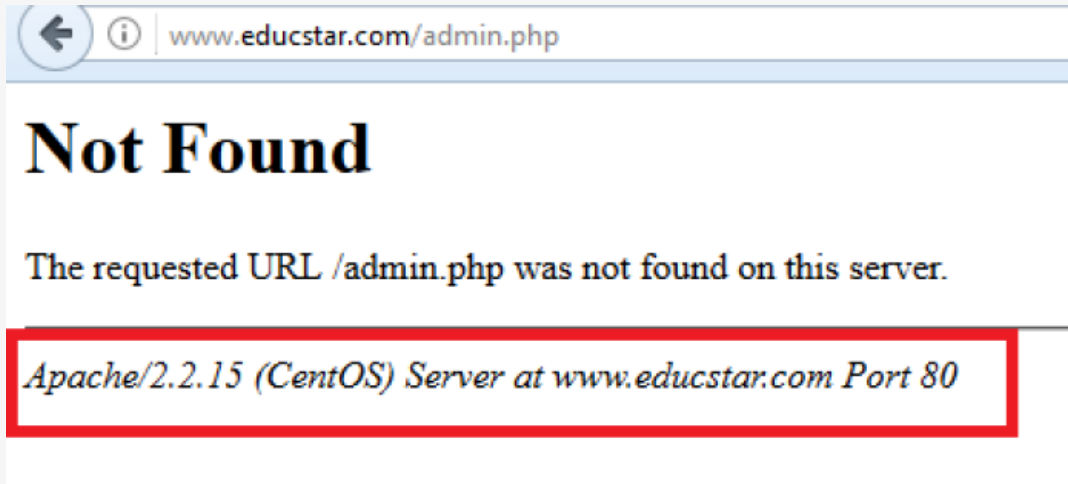 www.educstar.com/admin.php
Not Found
The requested URL /admin.php was not found on this server.
Apache/2.2.15 (CentOS) Server at www.educstar.com Port 80